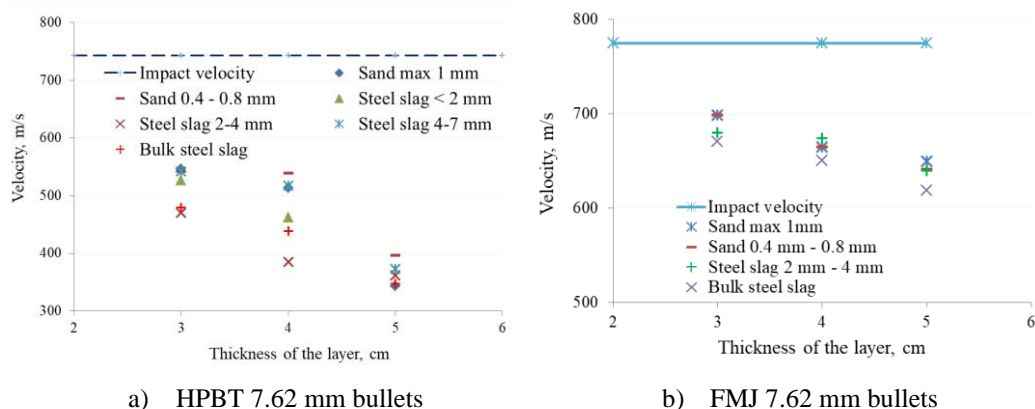 800
700
600
500
400
300
2
3
4
5
6
Velocity, m/s
Thickness of the layer, cm
Impact velocity
Sand max 1 mm
Sand 0.4 - 0.8 mm
Steel slag < 2 mm
Steel slag 2-4 mm
Steel slag 4-7 mm
Bulk steel slag
a) HPBT 7.62 mm bullets
800
700
600
500
2
3
4
5
6
Velocity, m/s
Thickness of the layer, cm
Impact velocity
Sand max 1mm
Sand 0.4 mm - 0.8 mm
Steel slag 2 mm - 4 mm
Bulk steel slag
b) FMJ 7.62 mm bullets